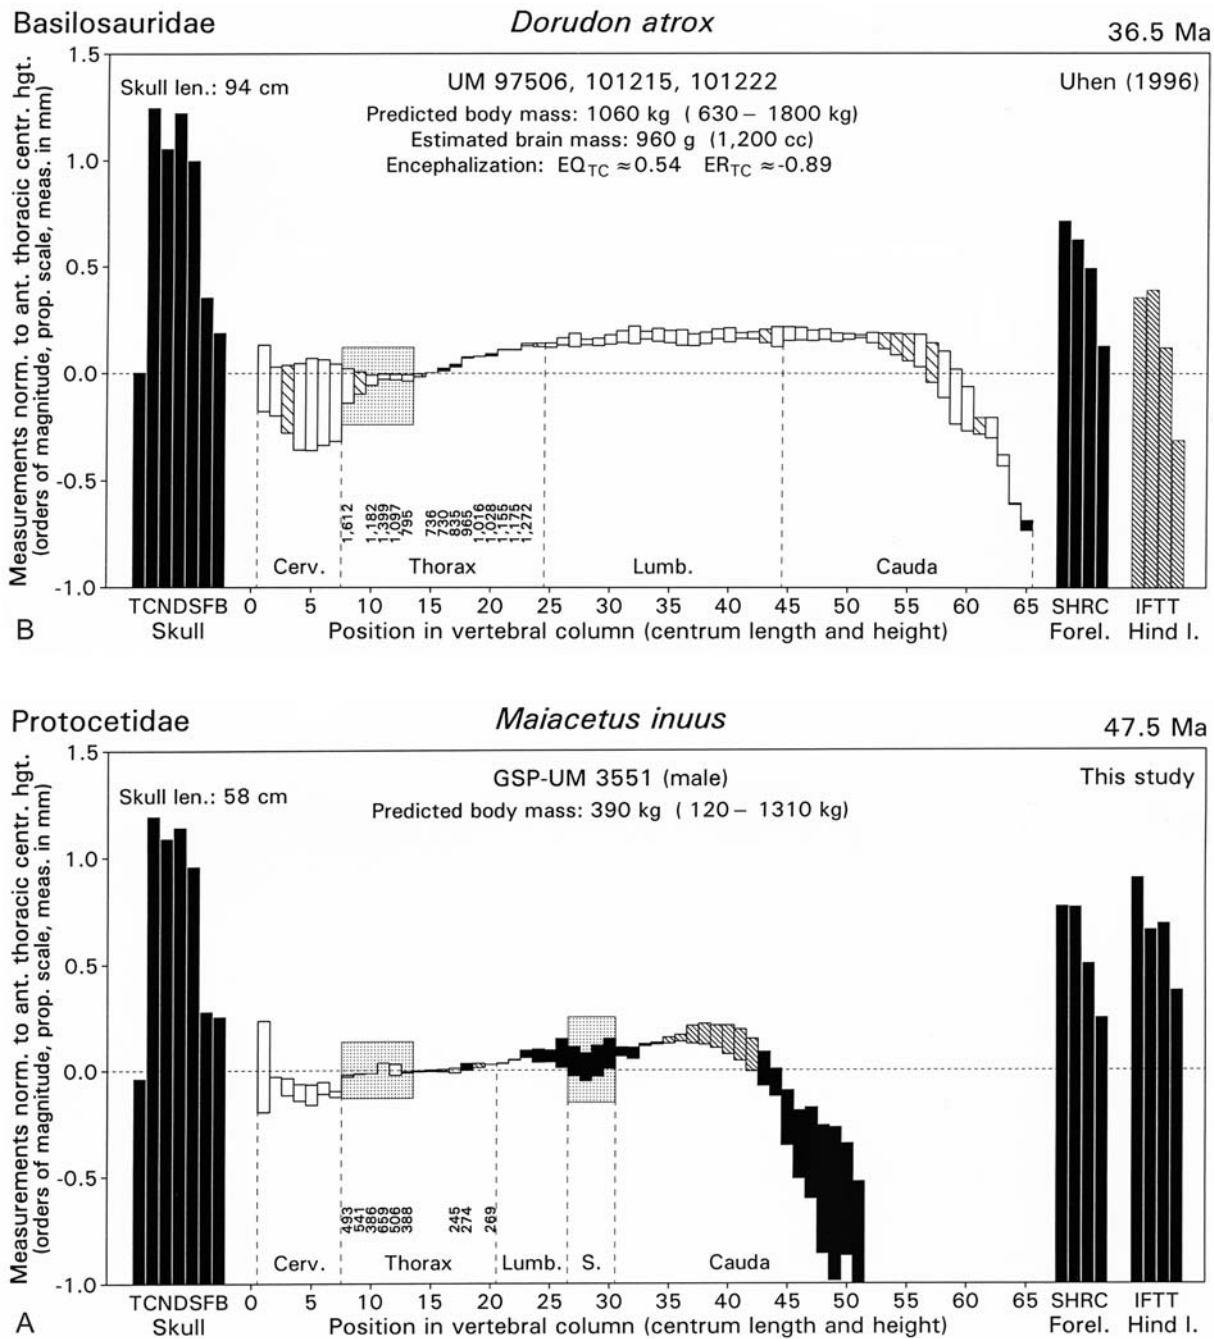 Basilosauridae
Dorudon atrox
36.5 Ma
Measurements norm. to ant. thoracic centr. hgt.
(orders of magnitude, prop. scale, meas. in mm)
1.5
1.0
0.5
0.0
-0.5
-1.0
Skull len.: 94 cm
UM 97506, 101215, 101222
Uhen (1996)
Predicted body mass: 1060 kg ( 630 – 1800 kg)
Estimated brain mass: 960 g (1,200 cc)
Encephalization: EQTC ≈0.54 ERTC ≈-0.89
1,612
1,182
1,399
1,097
795
736
730
835
965
1,016
1,028
1,155
1,175
1,272
Cerv.
Thorax
Lumb.
Cauda
TCNDSFB
0 5 10 15 20 25 30 35 40 45 50 55 60 65
SHRC
IFTT
B
Skull
Position in vertebral column (centrum length and height)
Forel.
Hind l.
Protocetidae
Maiacetus inuus
47.5 Ma
Measurements norm. to ant. thoracic centr. hgt.
(orders of magnitude, prop. scale, meas. in mm)
1.5
1.0
0.5
0.0
-0.5
-1.0
Skull len.: 58 cm
GSP-UM 3551 (male)
This study
Predicted body mass: 390 kg ( 120 – 1310 kg)
493
541
386
659
506
388
245
274
269
Cerv.
Thorax
Lumb.
S.
Cauda
TCNDSFB
0 5 10 15 20 25 30 35 40 45 50 55 60 65
SHRC
IFTT
A
Skull
Position in vertebral column (centrum length and height)
Forel.
Hind l.